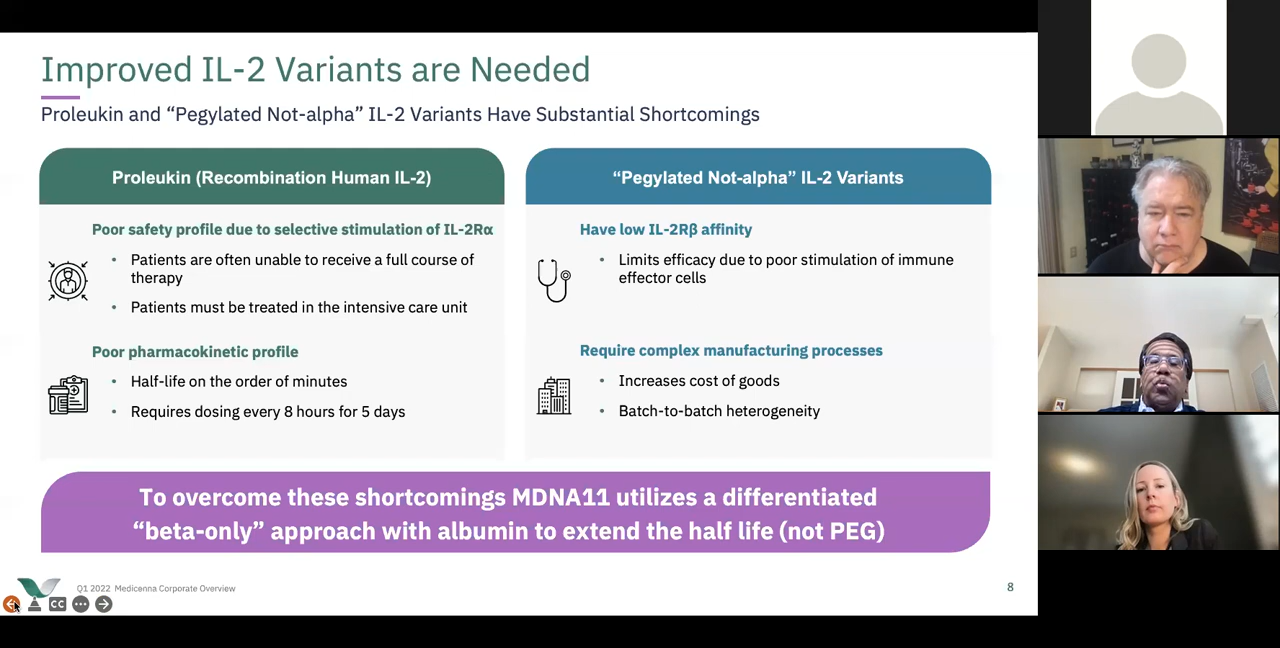 Improved IL-2 Variants are Needed
Proleukin and “Pegylated Not-alpha” IL-2 Variants Have Substantial Shortcomings
Proleukin (Recombination Human IL-2)
Poor safety profile due to selective stimulation of IL-2Rα
• Patients are often unable to receive a full course of
therapy
• Patients must be treated in the intensive care unit
Poor pharmacokinetic profile
• Half-life on the order of minutes
• Requires dosing every 8 hours for 5 days
“Pegylated Not-alpha” IL-2 Variants
Have low IL-2Rβ affinity
• Limits efficacy due to poor stimulation of immune
effector cells
Require complex manufacturing processes
• Increases cost of goods
• Batch-to-batch heterogeneity
To overcome these shortcomings MDNA11 utilizes a differentiated
“beta-only” approach with albumin to extend the half life (not PEG)
Q1 2022 Medicenna Corporate Overview
8
CC